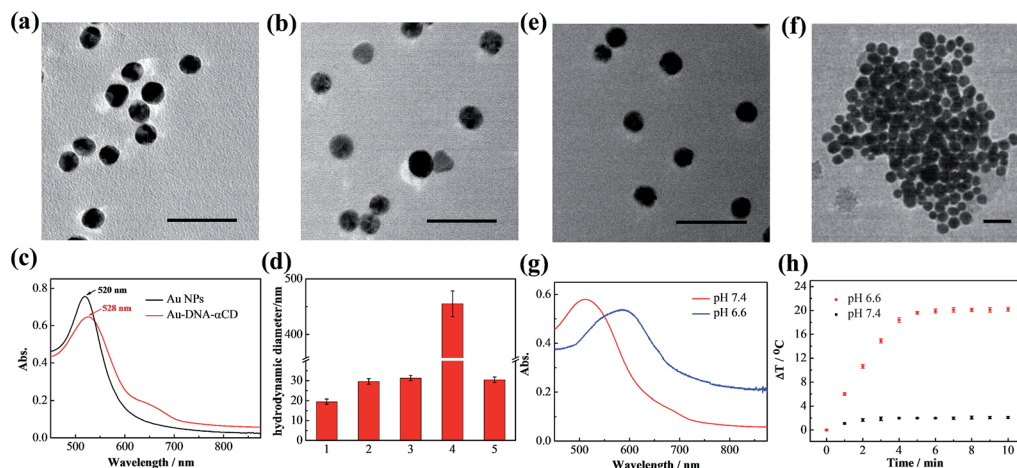 (a)
(b)
(e)
(f)
(c)
520 nm
528 nm
Au NPs
Au-DNA-αCD
Abs.
0.8
0.4
0.0
500 600 700 800
Wavelength / nm
(d)
hydrodynamic diameter/nm
450
400
30
20
10
0
1 2 3 4 5
(g)
pH 7.4
pH 6.6
Abs.
0.6
0.4
0.2
0.0
500 600 700 800
Wavelength / nm
(h)
pH 6.6
pH 7.4
ΔT / ⁰C
24
20
16
12
8
4
0
0 2 4 6 8 10
Time / min